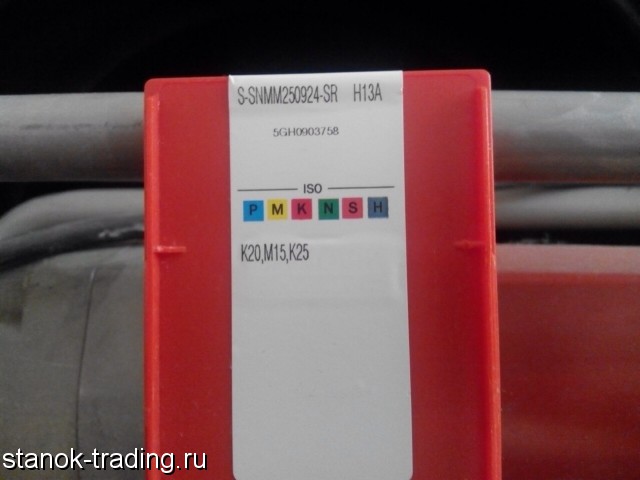 S-SNMM250924-SR H13A
5GH0903758
ISO
P M K N S H
K20,M15,K25
stanok-trading.ru